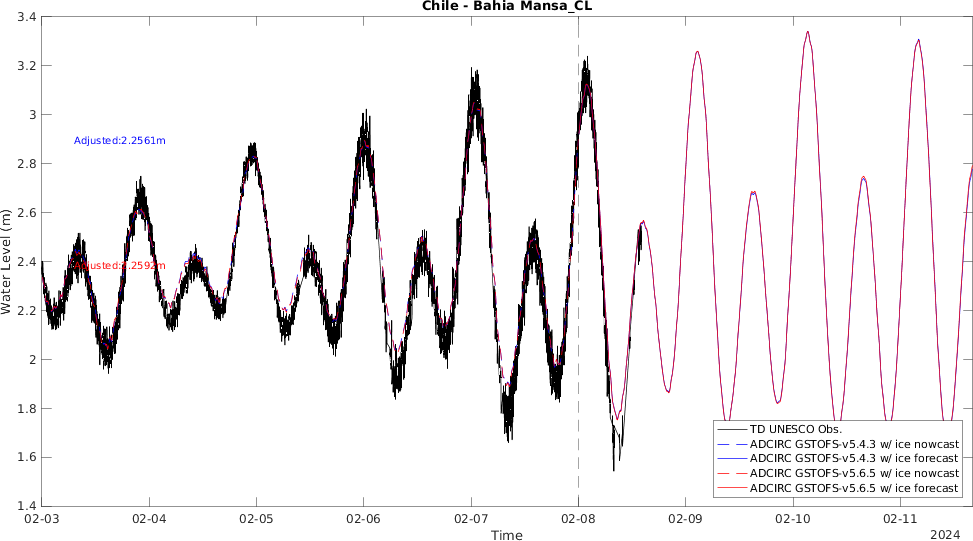 Chile - Bahia Mansa_CL
3.4
3.2
3
2.8
2.6
2.4
2.2
2
1.8
1.6
1.4
Water Level (m)
Adjusted:2.2561m
Adjusted:2.2592m
TD UNESCO Obs.
ADCIRC GSTOFS-v5.4.3 w/ ice nowcast
ADCIRC GSTOFS-v5.4.3 w/ ice forecast
ADCIRC GSTOFS-v5.6.5 w/ ice nowcast
ADCIRC GSTOFS-v5.6.5 w/ ice forecast
02-03 02-04 02-05 02-06 02-07 02-08 02-09 02-10 02-11
Time
2024